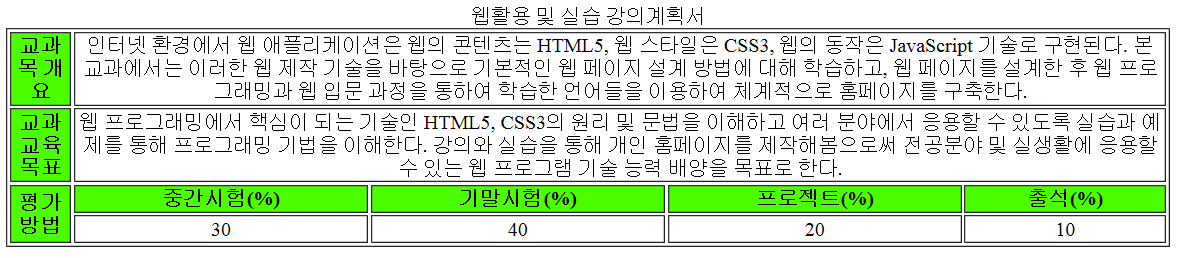 웹활용 및 실습 강의계획서
교과
목 개
요
인터넷 환경에서 웹 애플리케이션은 웹의 콘텐츠는 HTML5, 웹 스타일은 CSS3, 웹의 동작은 JavaScript 기술로 구현된다. 본
교과에서는 이러한 웹 제작 기술을 바탕으로 기본적인 웹 페이지 설계 방법에 대해 학습하고, 웹 페이지를 설계한 후 웹 프로
그래밍과 웹 입문 과정을 통하여 학습한 언어들을 이용하여 체계적으로 홈페이지를 구축한다.
교과
교육
목표
웹 프로그래밍에서 핵심이 되는 기술인 HTML5, CSS3의 원리 및 문법을 이해하고 여러 분야에서 응용할 수 있도록 실습과 예
제를 통해 프로그래밍 기법을 이해한다. 강의와 실습을 통해 개인 홈페이지를 제작해봄으로써 전공분야 및 실생활에 응용할
수 있는 웹 프로그램 기술 능력 배양을 목표로 한다.
평가
방법
중간시험(%) 기말시험(%) 프로젝트(%) 출석(%)
30 40 20 10